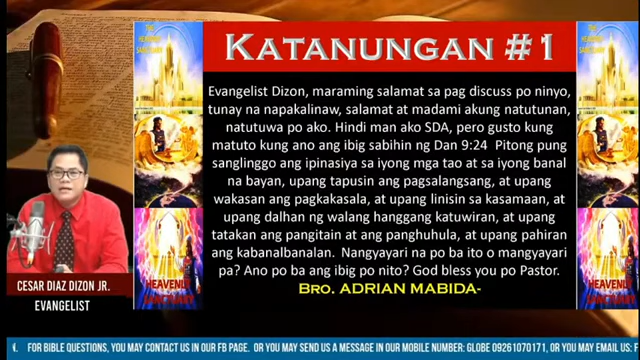 KATANUNGAN #1
Evangelist Dizon, maraming salamat sa pag discuss po ninyo,
tunay na napakalinaw, salamat at madami akung natutunan,
natutuwa po ako. Hindi man ako SDA, pero gusto kung
matuto kung ano ang ibig sabihin ng Dan 9:24 Pitong pung
sanglinggo ang ipinasiya sa iyong mga tao at sa iyong banal
na bayan, upang tapusin ang pagsalangsang, at upang
wakasan ang pagkakasala, at upang linisin sa kasamaan, at
upang dalhan ng walang hanggang katuwiran, at upang
tatakan ang pangitain at ang panghuhula, at upang pahiran
ang kabanalbanalan. Nangyayari na po ba ito o mangyayari
pa? Ano po ba ang ibig po nito? God bless you po Pastor.
BRO. ADRIAN MABIDA-
THE HEAVENLY SANCTUARY
THE HEAVENLY SANCTUARY
HEAVENLY SANCTUARY
HEAVENLY SANCTUARY
CESAR DIAZ DIZON JR.
EVANGELIST
FOR BIBLE QUESTIONS, YOU MAY CONTACT US IN OUR FB PAGE. OR YOU MAY SEND US A MESSAGE IN OUR MOBILE NUMBER: GLOBE 09261070171, OR YOU MAY EMAIL US: